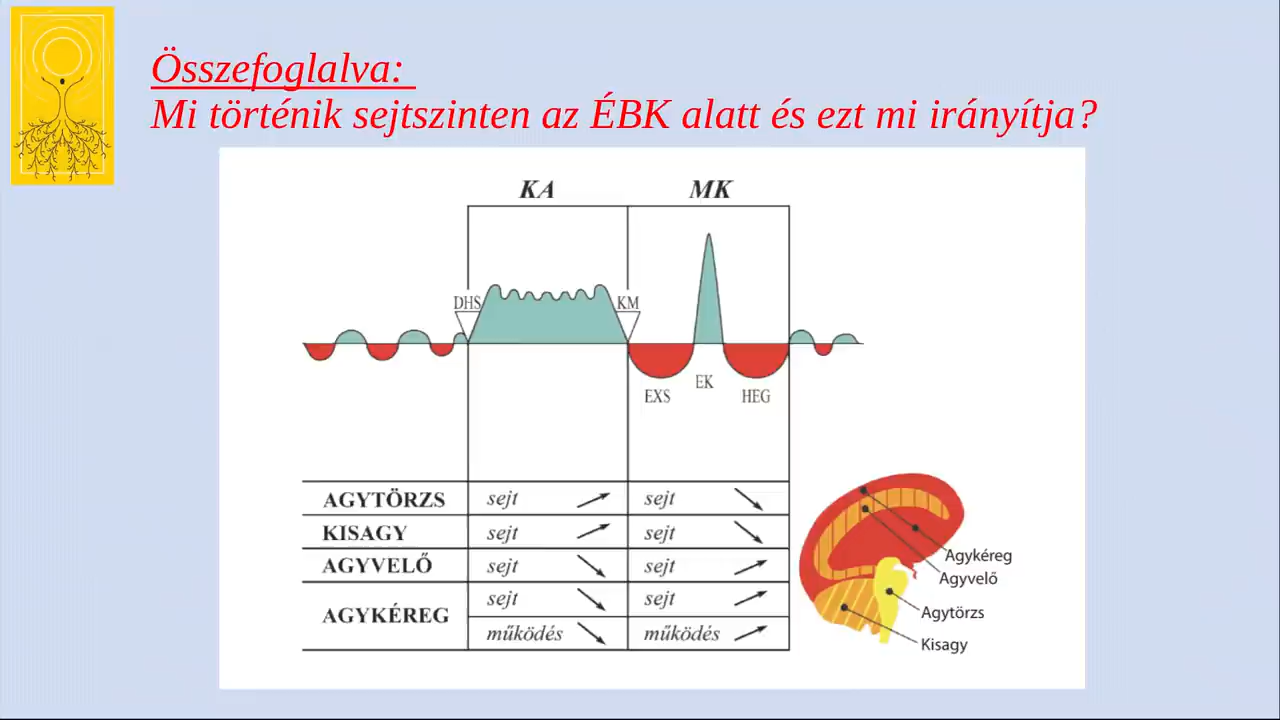 Összefoglalva:
Mi történik sejtszinten az ÉBK alatt és ezt mi irányítja?
KA MK
DHS KM
EXS EK HEG
AGYTÖRZS sejt sejt
KISAGY sejt sejt
AGYVELŐ sejt sejt
AGYKÉREG sejt sejt
működés működés
Agykéreg
Agyvelő
Agytörzs
Kisagy